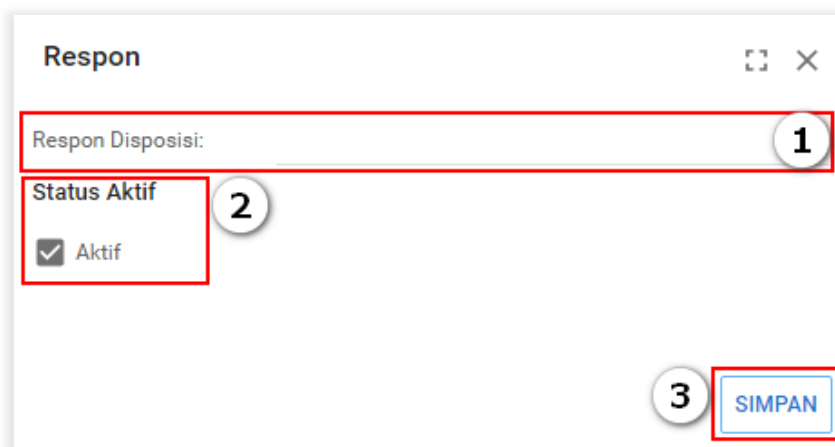 Respon
Respon Disposisi:
1
Status Aktif
2
Aktif
3
SIMPAN